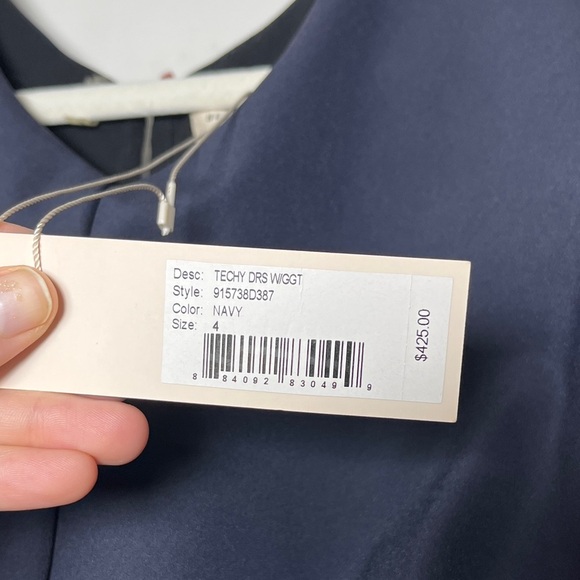 Desc: TECHY DRS W/GGT
Style: 915738D387
Color: NAVY
Size: 4
8 84092 83049 9
$425.00